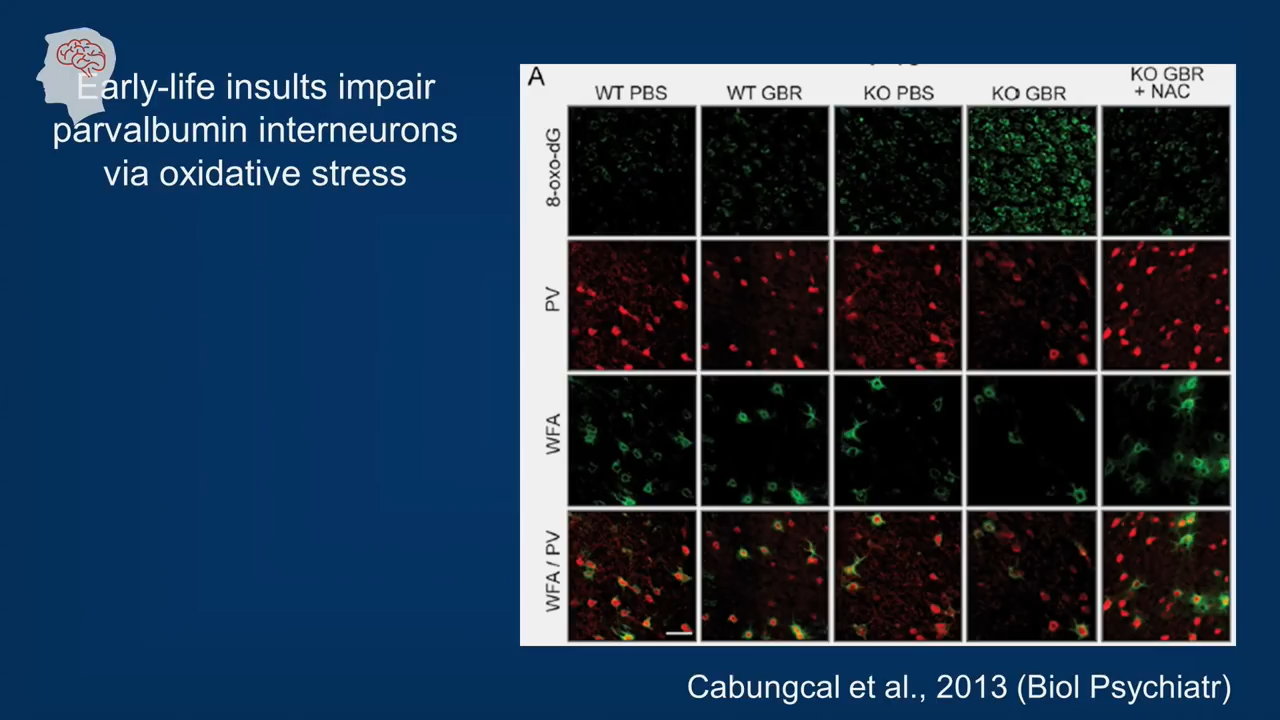 Early-life insults impair
parvalbumin interneurons
via oxidative stress
A
WT PBS
WT GBR
KO PBS
KO GBR
KO GBR
+ NAC
8-oxo-dG
PV
WFA
WFA / PV
Cabungcal et al., 2013 (Biol Psychiatr)